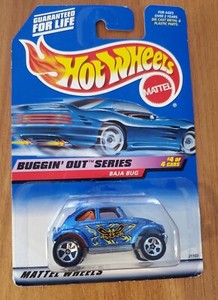 GUARANTEED
FOR LIFE
FOR AGES
OVER 3 YEARS
DIE CAST METAL &
PLASTIC PARTS
Hot Wheels
MATTEL
BUGGIN' OUT™ SERIES
BAJA BUG
#4 OF
4 CARS
MATTEL WHEELS